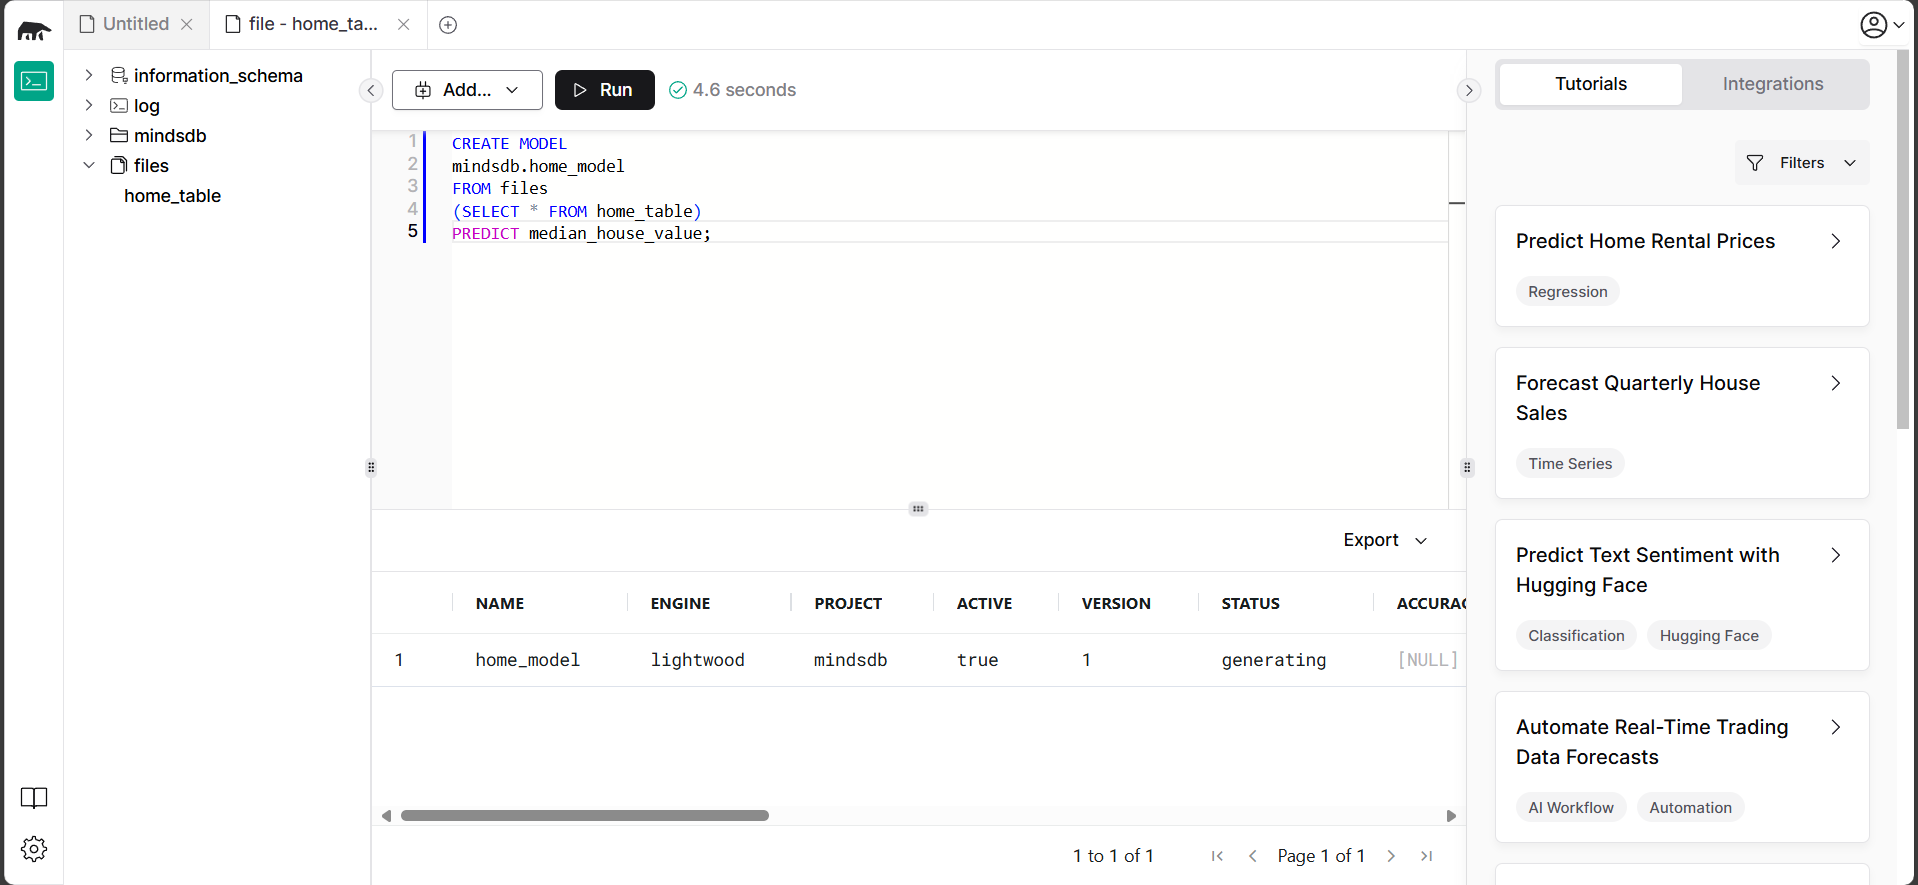 Untitled
file - home_ta...
information_schema
log
mindsdb
files
home_table
Add...
Run
4.6 seconds
1 CREATE MODEL
2 mindsdb.home_model
3 FROM files
4 (SELECT * FROM home_table)
5 PREDICT median_house_value;
Export
NAME ENGINE PROJECT ACTIVE VERSION STATUS ACCURAC
1 home_model lightwood mindsdb true 1 generating [NULL]
1 to 1 of 1 Page 1 of 1
Tutorials Integrations
Filters
Predict Home Rental Prices
Regression
Forecast Quarterly House
Sales
Time Series
Predict Text Sentiment with
Hugging Face
Classification Hugging Face
Automate Real-Time Trading
Data Forecasts
AI Workflow Automation